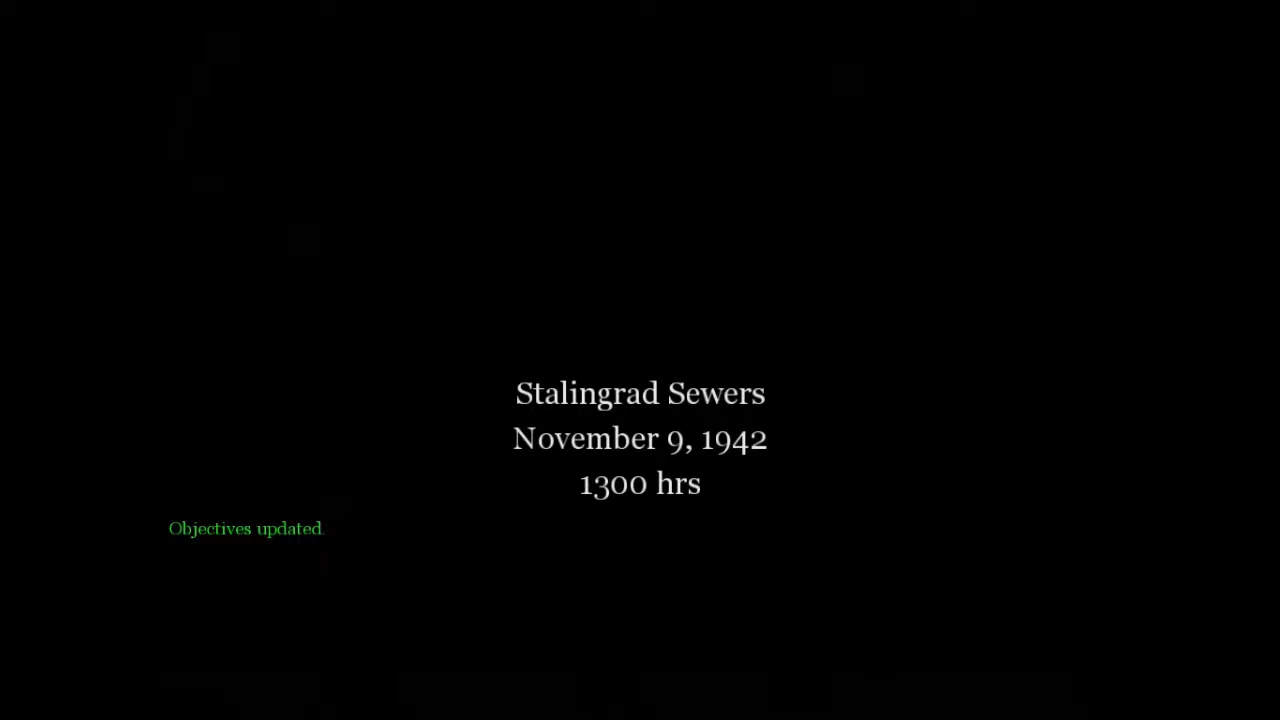 Stalingrad Sewers
November 9, 1942
1300 hrs
Objectives updated.